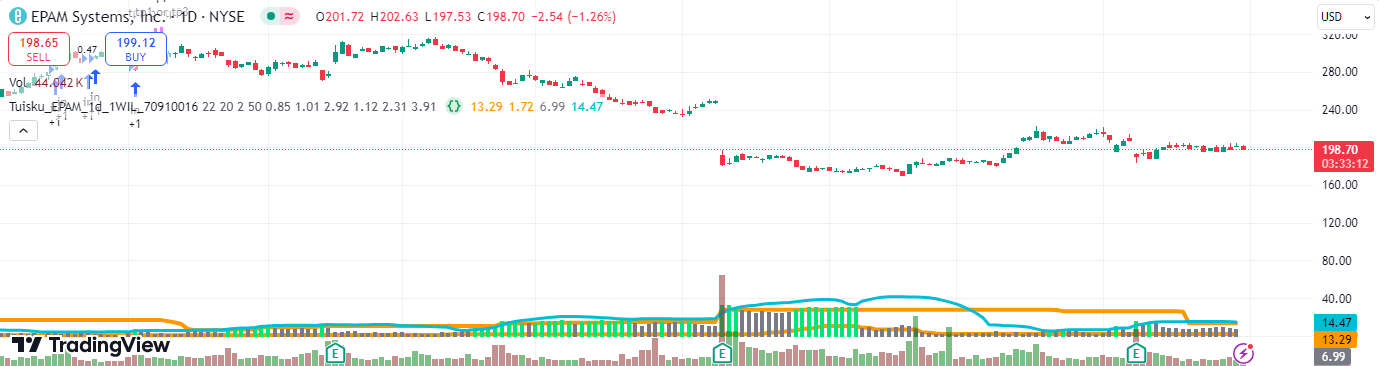 EPAM Systems, Inc. · 1D · NYSE O201.72 H202.63 L197.53 C198.70 −2.54 (−1.26%)
USD
320.00
198.65 SELL
0.47
199.12 BUY
280.00
Vol 44.042 K
240.00
Tuisku_EPAM_1d_1WIL_70910016 22 20 2 50 0.85 1.01 2.92 1.12 2.31 3.91 {} 13.29 1.72 6.99 14.47
+1 +1 +1
198.70
03:33:12
160.00
120.00
80.00
40.00
14.47
13.29
6.99
TradingView
E E E